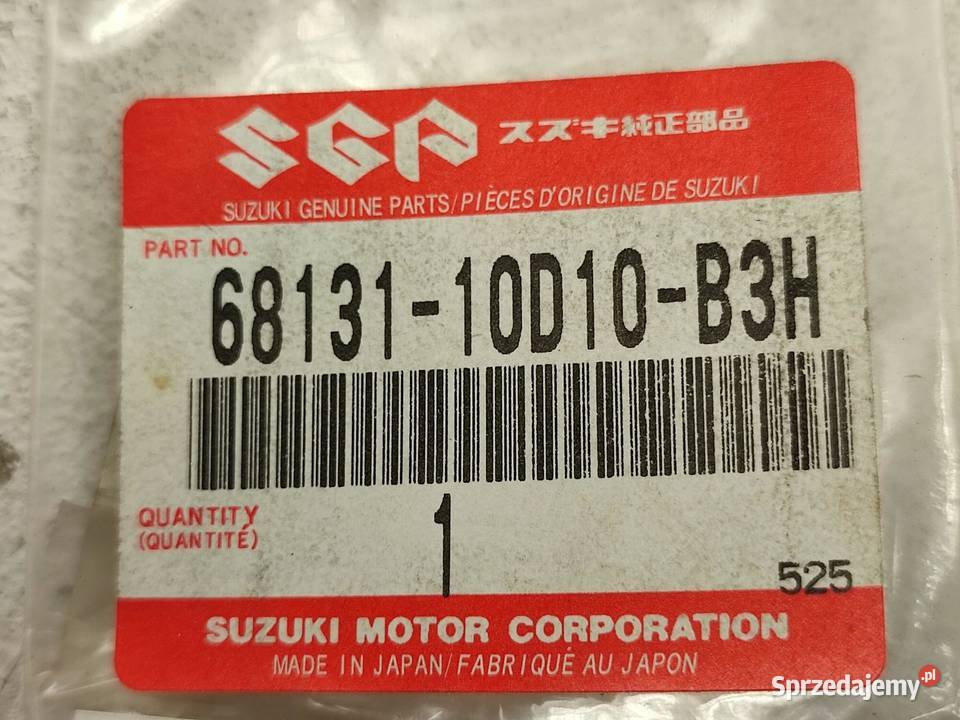 SGP スズキ純正部品
SUZUKI GENUINE PARTS/PIÈCES D'ORIGINE DE SUZUKI
PART NO.
68131-10D10-B3H
QUANTITY
(QUANTITÉ)
1
525
SUZUKI MOTOR CORPORATION
MADE IN JAPAN/FABRIQUÉ AU JAPON
Sprzedajemy.pl